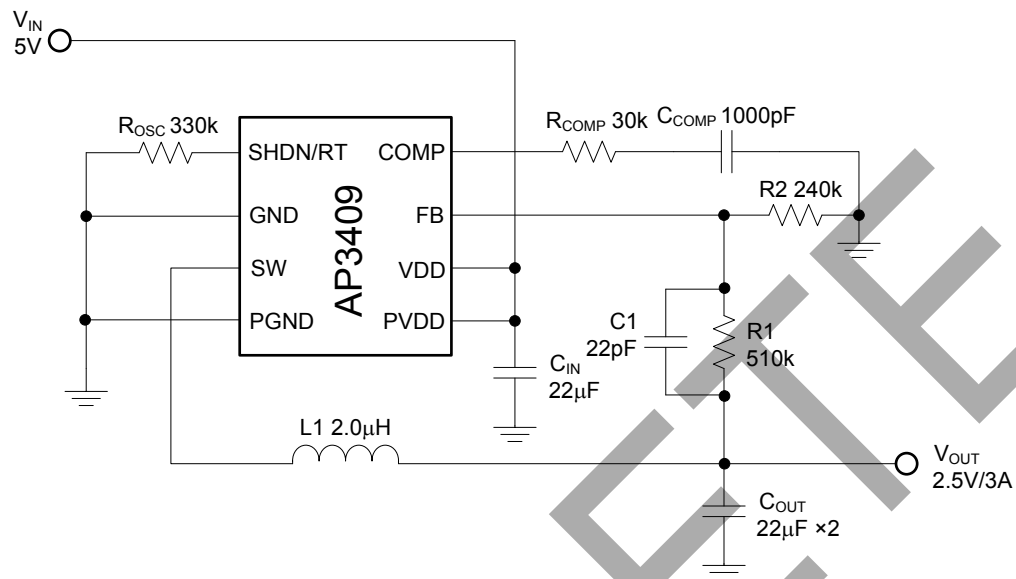 VIN
5V
ROSC 330k
SHDN/RT
GND
SW
PGND
AP3409
COMP
FB
VDD
PVDD
RCOMP 30k
CCOMP 1000pF
R2 240k
C1
22pF
R1
510k
CIN
22μF
L1 2.0μH
VOUT
2.5V/3A
COUT
22μF ×2